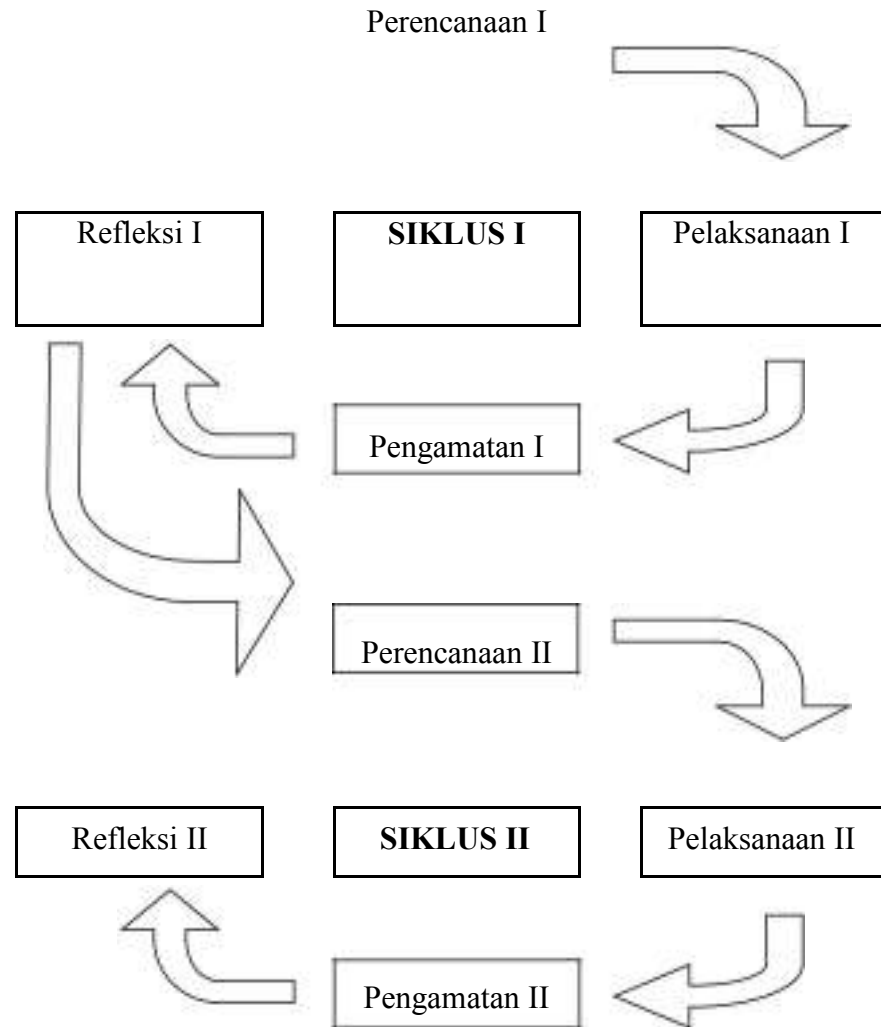 Perencanaan I
Refleksi I
SIKLUS I
Pelaksanaan I
Pengamatan I
Perencanaan II
Refleksi II
SIKLUS II
Pelaksanaan II
Pengamatan II